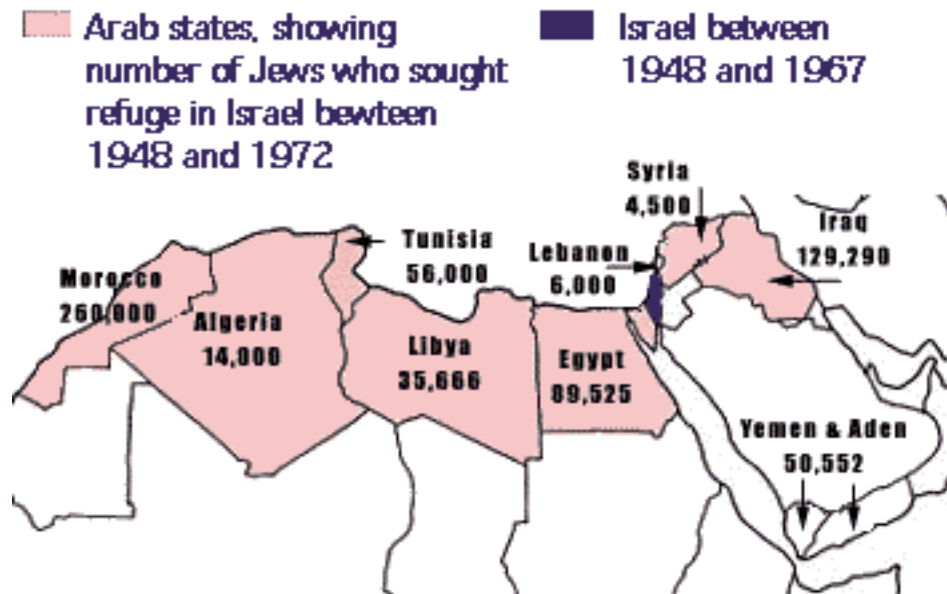 Arab states, showing
number of Jews who sought
refuge in Israel bewteen
1948 and 1972
Israel between
1948 and 1967
Syria
4,500
Iraq
129,290
Tunisia
56,000
Lebanon
6,000
Morocco
260,000
Algeria
14,000
Libya
35,666
Egypt
89,525
Yemen & Aden
50,552